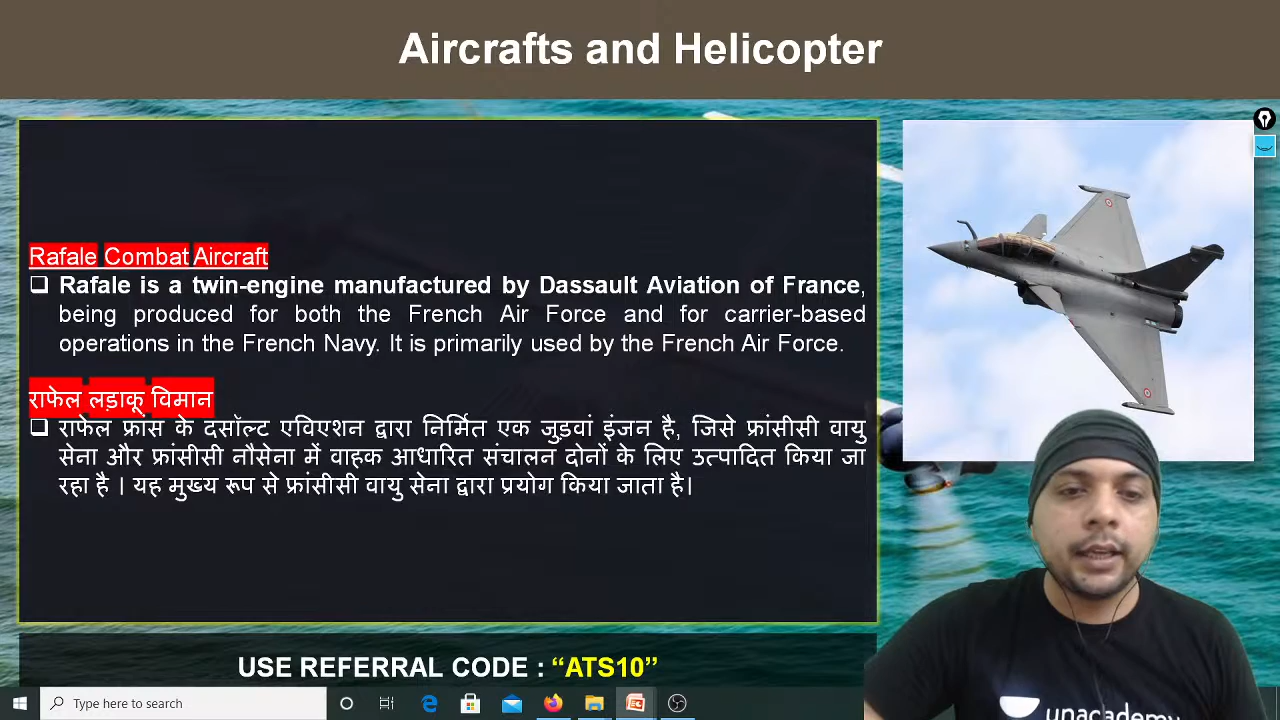 Aircrafts and Helicopter
Rafale Combat Aircraft
Rafale is a twin-engine manufactured by Dassault Aviation of France,
being produced for both the French Air Force and for carrier-based
operations in the French Navy. It is primarily used by the French Air Force.
राफेल लड़ाकू विमान
राफेल फ्रांस के दसॉल्ट एविएशन द्वारा निर्मित एक जुड़वां इंजन है, जिसे फ्रांसीसी वायु
सेना और फ्रांसीसी नौसेना में वाहक आधारित संचालन दोनों के लिए उत्पादित किया जा
रहा है । यह मुख्य रूप से फ्रांसीसी वायु सेना द्वारा प्रयोग किया जाता है।
USE REFERRAL CODE : “ATS10”
Type here to search
unacademy